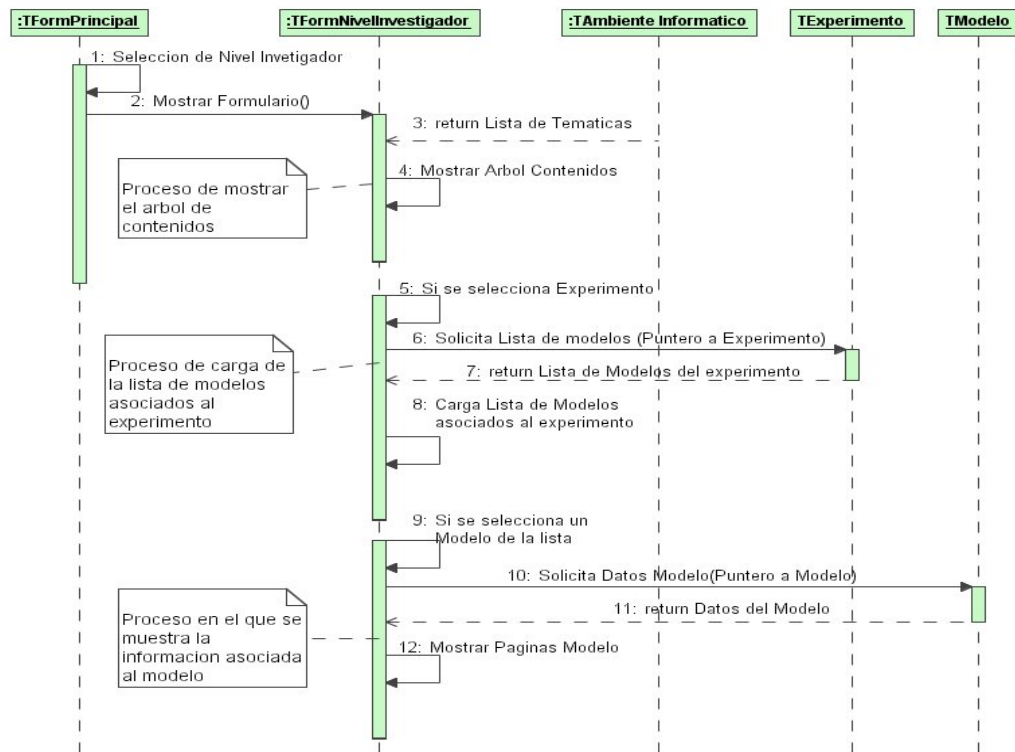 :TFormPrincipal
:TFormNivelInvestigador
:TAmbiente Informatico
TExperimento
TModelo
1: Seleccion de Nivel Invetigador
2: Mostrar Formulario()
3: return Lista de Tematicas
4: Mostrar Arbol Contenidos
Proceso de mostrar
el arbol de
contenidos
5: Si se selecciona Experimento
6: Solicita Lista de modelos (Puntero a Experimento)
7: return Lista de Modelos del experimento
Proceso de carga de
la lista de modelos
asociados al
experimento
8: Carga Lista de Modelos
asociados al experimento
9: Si se selecciona un
Modelo de la lista
10: Solicita Datos Modelo(Puntero a Modelo)
11: return Datos del Modelo
Proceso en el que se
muestra la
informacion asociada
al modelo
12: Mostrar Paginas Modelo